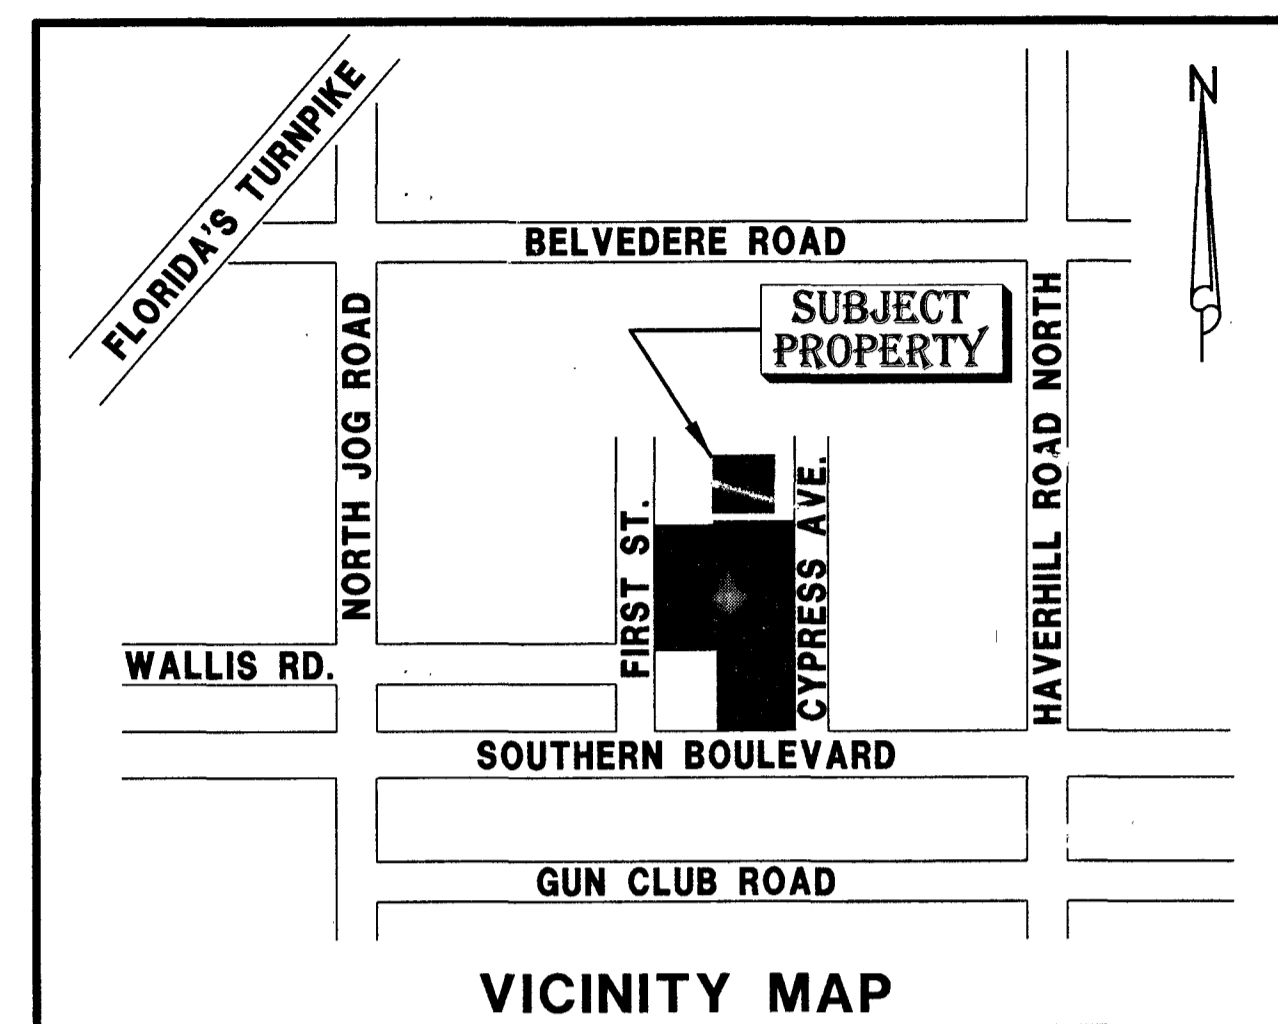 N
FLORIDA'S TURNPIKE
BELVEDERE ROAD
SUBJECT
PROPERTY
NORTH JOG ROAD
HAVERHILL ROAD NORTH
FIRST ST.
CYPRESS AVE.
WALLIS RD.
SOUTHERN BOULEVARD
GUN CLUB ROAD
VICINITY MAP